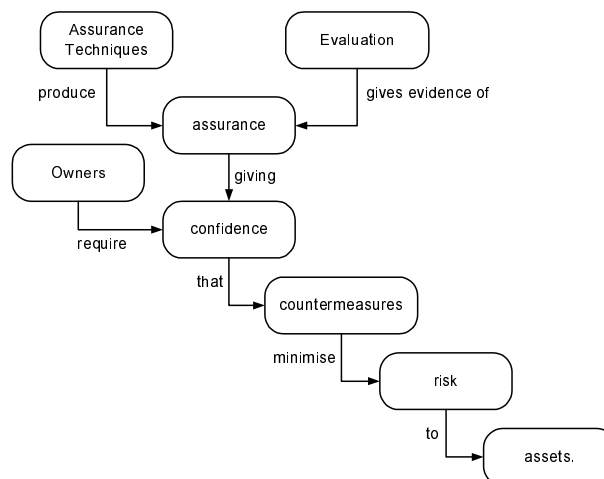 Assurance
Techniques
Evaluation
produce
gives evidence of
assurance
Owners
giving
require
confidence
that
countermeasures
minimise
risk
to
assets.